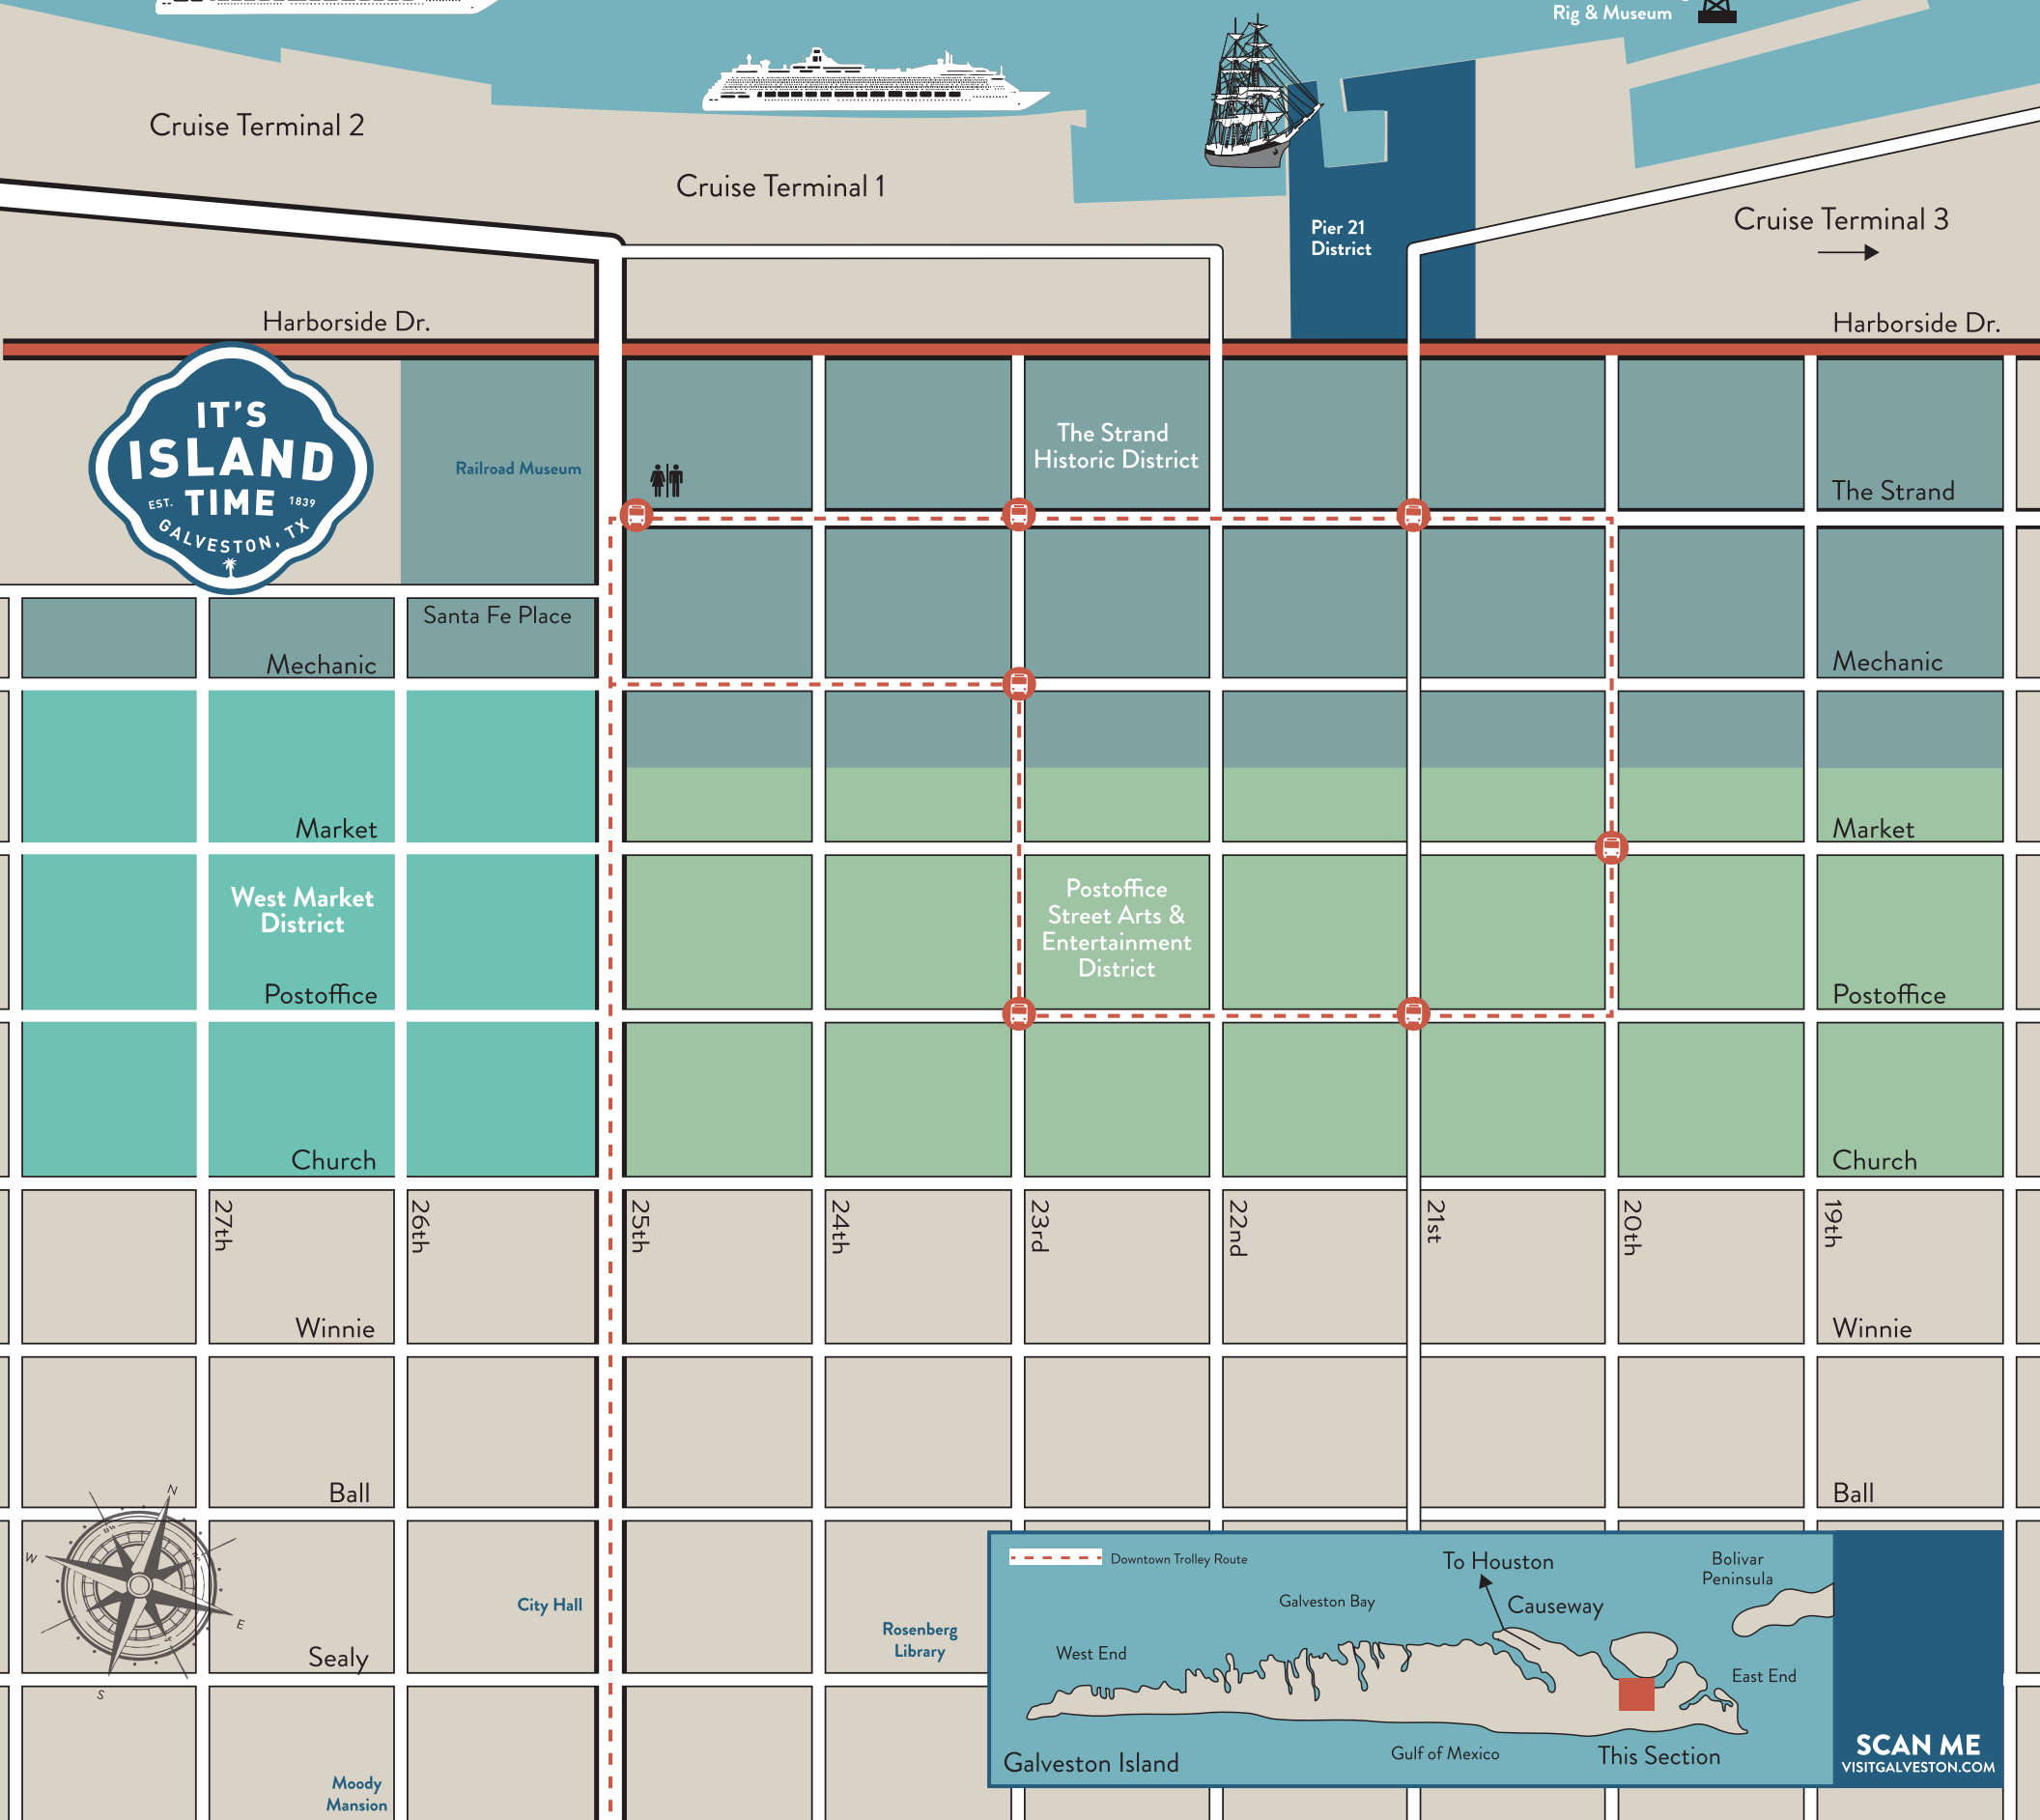 Rig & Museum
Cruise Terminal 2
Cruise Terminal 1
Pier 21
District
Cruise Terminal 3
Harborside Dr.
Harborside Dr.
IT'S
ISLAND
EST. TIME 1839
GALVESTON, TX
Railroad Museum
The Strand
Historic District
The Strand
Santa Fe Place
Mechanic
Mechanic
Market
Market
West Market
District
Postoffice
Street Arts &
Entertainment
District
Postoffice
Postoffice
Church
Church
27th
26th
25th
24th
23rd
22nd
21st
20th
19th
Winnie
Winnie
Ball
Ball
N
W
E
S
City Hall
Rosenberg
Library
Sealy
Moody
Mansion
Downtown Trolley Route
To Houston
Bolivar
Peninsula
Galveston Bay
Causeway
West End
East End
Galveston Island
Gulf of Mexico
This Section
SCAN ME
VISITGALVESTON.COM